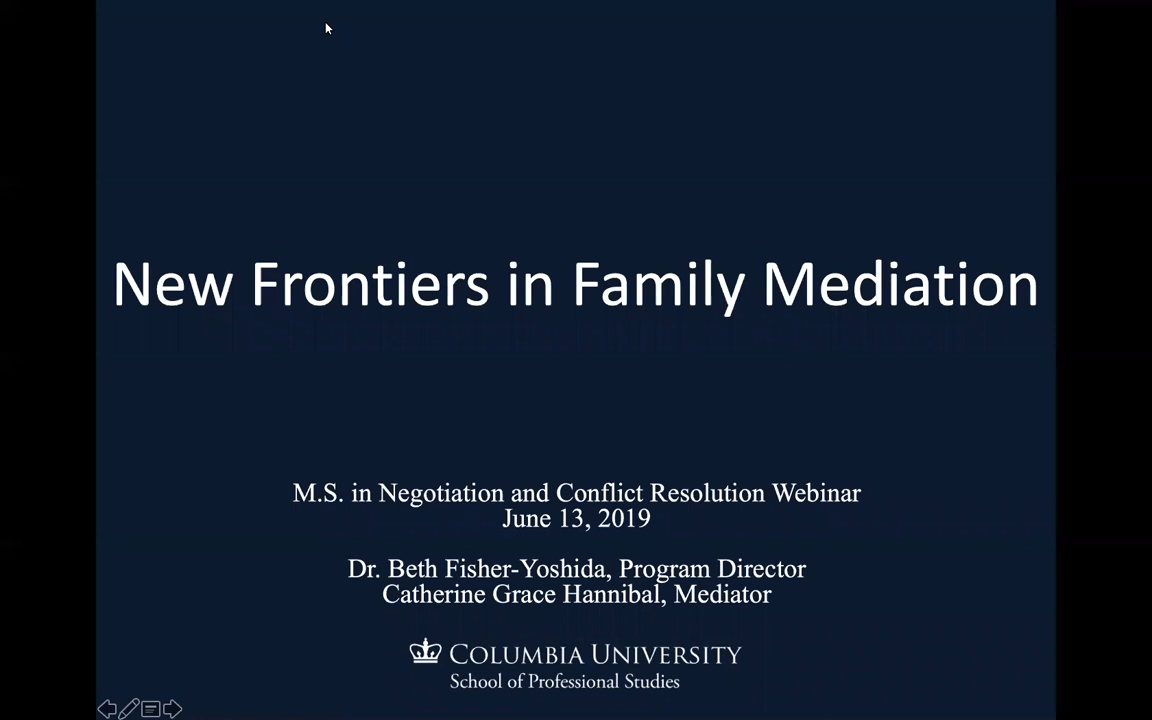 New Frontiers in Family Mediation
M.S. in Negotiation and Conflict Resolution Webinar
June 13, 2019
Dr. Beth Fisher-Yoshida, Program Director
Catherine Grace Hannibal, Mediator
COLUMBIA UNIVERSITY
School of Professional Studies